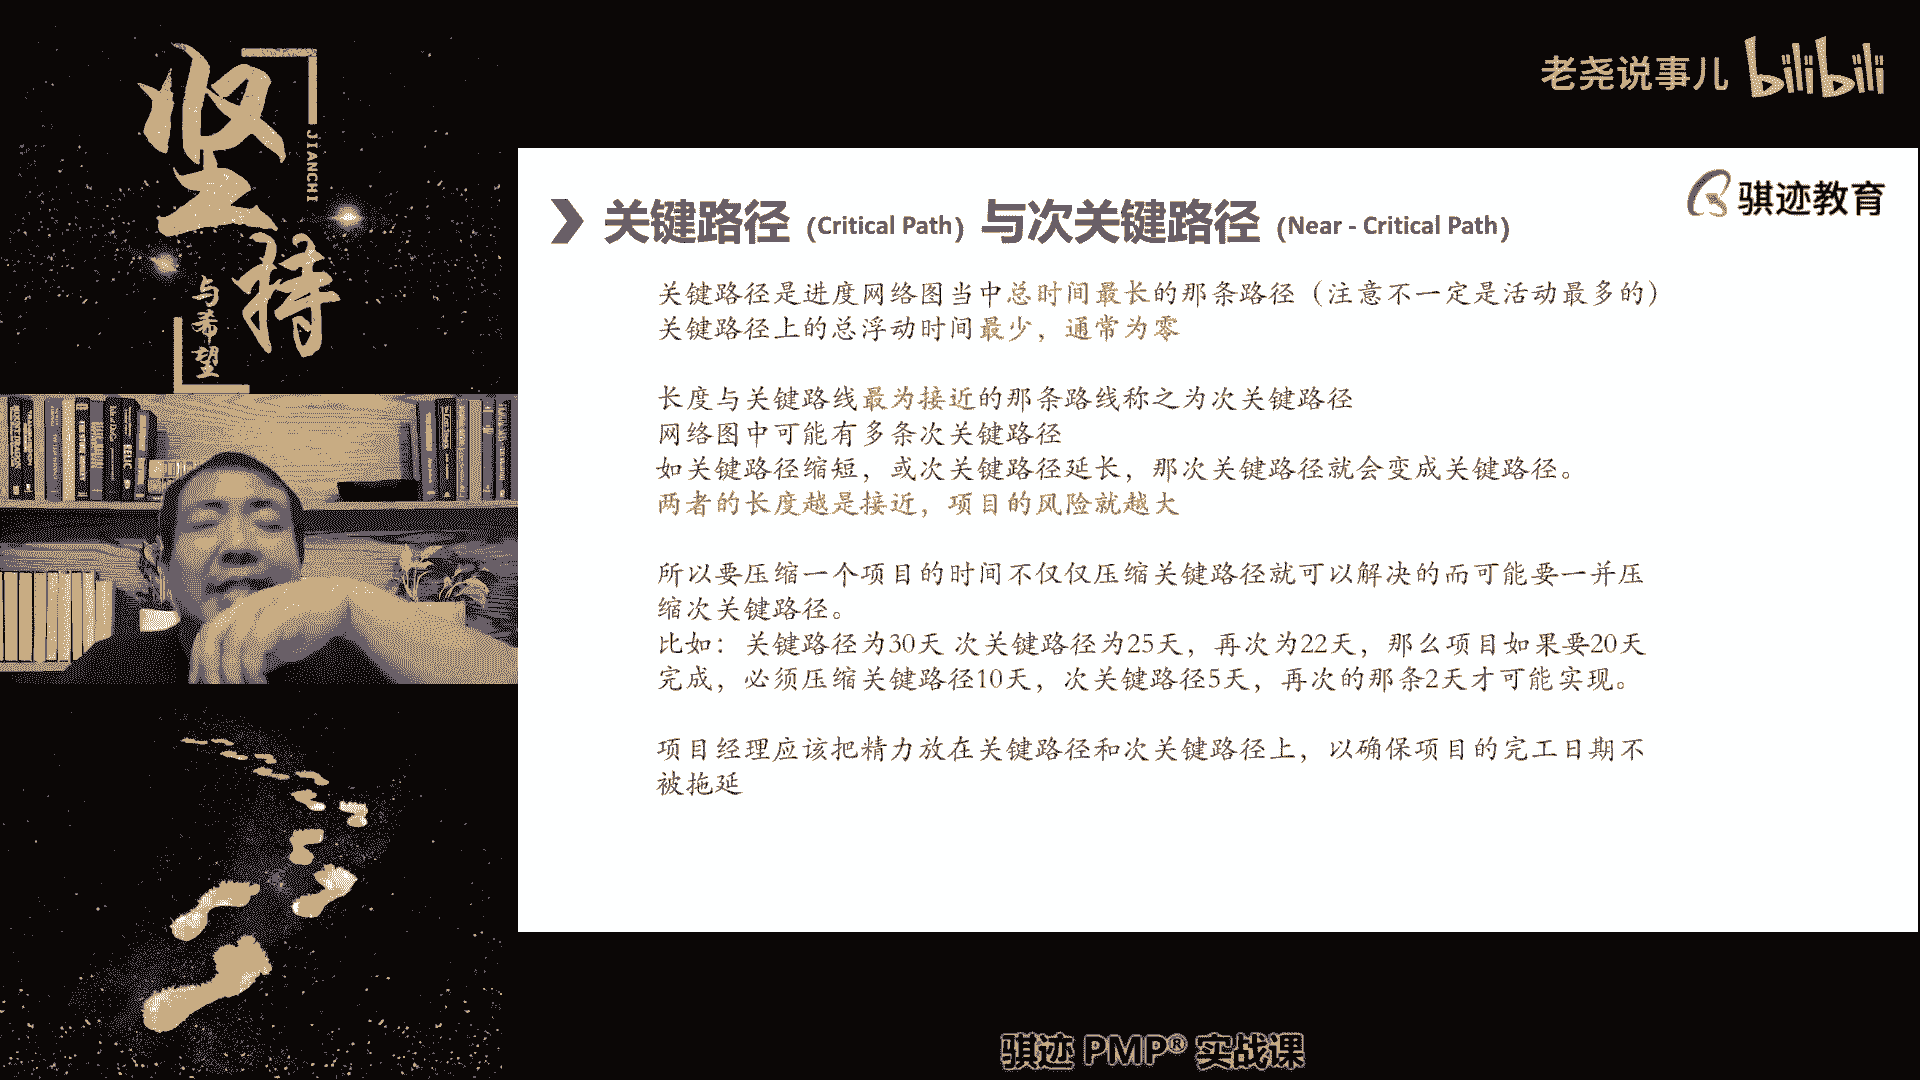 坚持
JIANCHI
与希望
老尧说事儿 bilibili
骐迹教育
关键路径 (Critical Path) 与次关键路径 (Near - Critical Path)
关键路径是进度网络图当中总时间最长的那条路径（注意不一定是活动最多的）
关键路径上的总浮动时间最少，通常为零
长度与关键路线最为接近的那条路线称之为次关键路径
网络图中可能有多条次关键路径
如关键路径缩短，或次关键路径延长，那次关键路径就会变成关键路径。
两者的长度越是接近，项目的风险就越大
所以要压缩一个项目的时间不仅仅压缩关键路径就可以解决的而可能要一并压
缩次关键路径。
比如：关键路径为30天 次关键路径为25天，再次为22天，那么项目如果要20天
完成，必须压缩关键路径10天，次关键路径5天，再次的那条2天才可能实现。
项目经理应该把精力放在关键路径和次关键路径上，以确保项目的完工日期不
被拖延
骐迹 PMP® 实战课